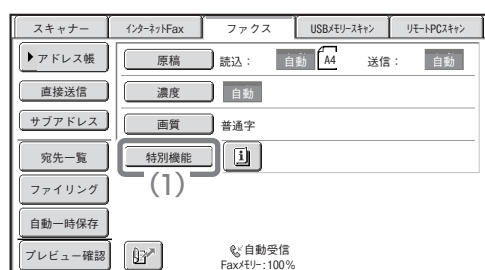 スキャナー インターネットFax ファクス USBメモリースキャン リモートPCスキャン
アドレス帳 原稿 読込： 自動 A4 送信： 自動
直接送信 濃度 自動
サブアドレス 画質 普通字
宛先一覧 特別機能
(1)
ファイリング
自動一時保存
プレビュー確認 自動受信
Faxメモリー:100%